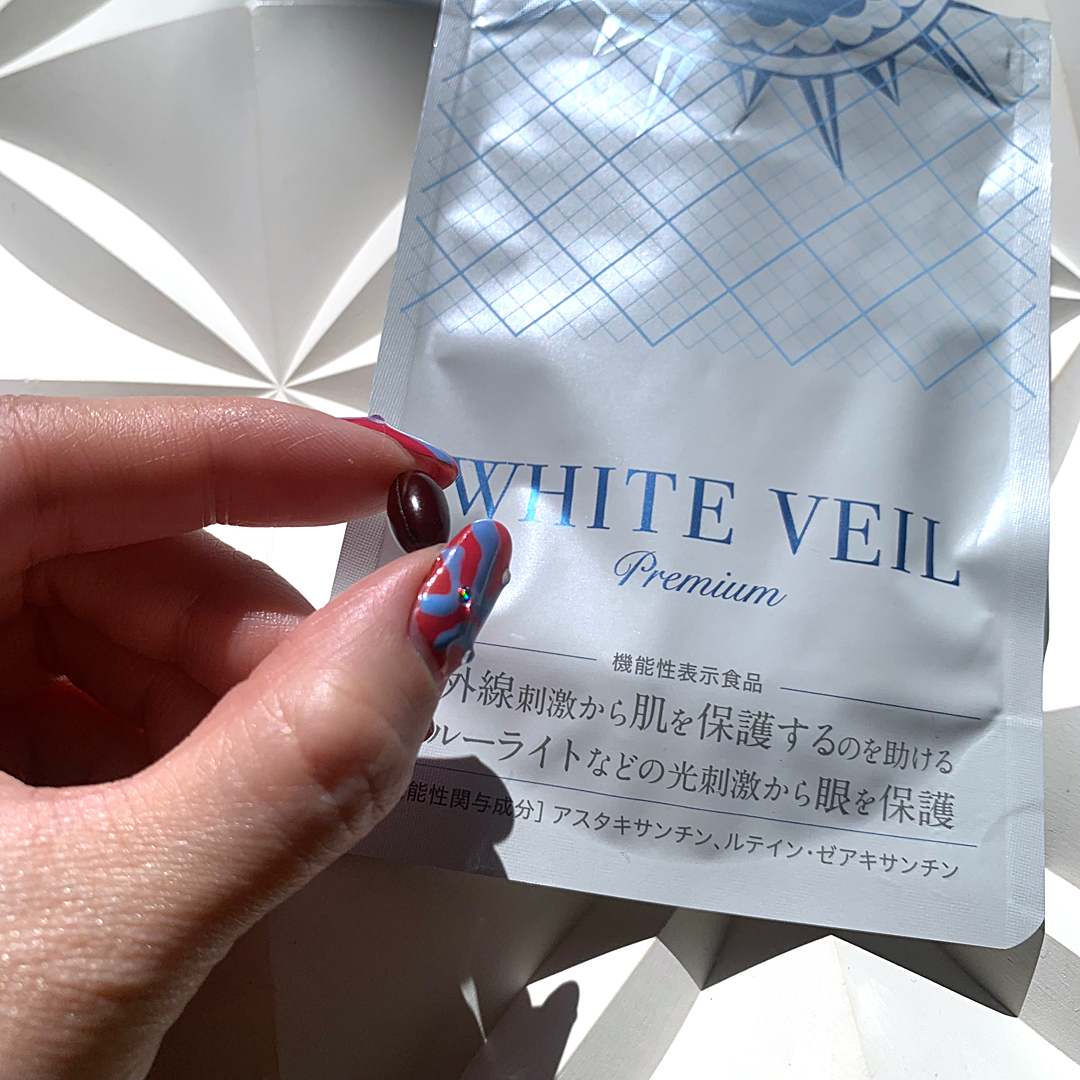 WHITE VEIL
Premium
機能性表示食品
外線刺激から肌を保護するのを助ける
ルーライトなどの光刺激から眼を保護
能性関与成分］アスタキサンチン、ルテイン・ゼアキサンチン